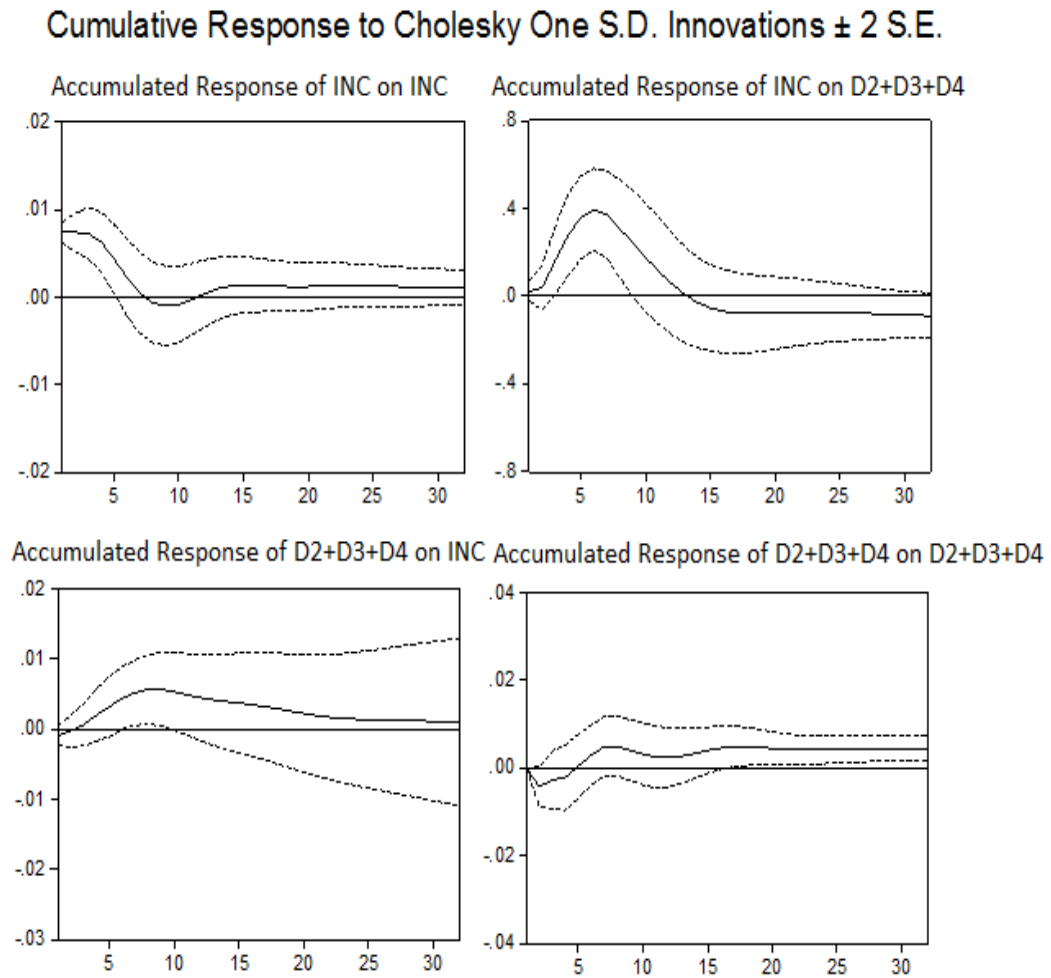 Cumulative Response to Cholesky One S.D. Innovations ± 2 S.E.
Accumulated Response of INC on INC
.02
.01
.00
-.01
-.02
5 10 15 20 25 30
Accumulated Response of INC on D2+D3+D4
.8
.4
.0
-.4
-.8
5 10 15 20 25 30
Accumulated Response of D2+D3+D4 on INC
.02
.01
.00
-.01
-.02
-.03
5 10 15 20 25 30
Accumulated Response of D2+D3+D4 on D2+D3+D4
.04
.02
.00
-.02
-.04
5 10 15 20 25 30